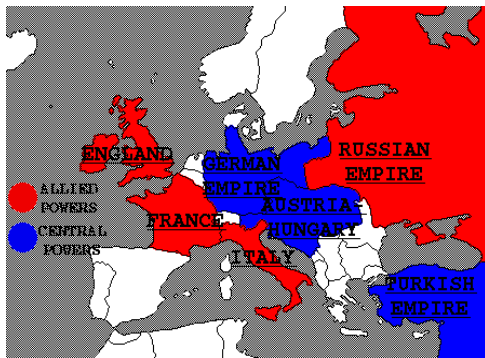 ENGLAND
GERMAN
EMPIRE
RUSSIAN
EMPIRE
ALLIED
POWERS
CENTRAL
POWERS
FRANCE
AUSTRIA
HUNGARY
ITALY
TURKISH
EMPIRE